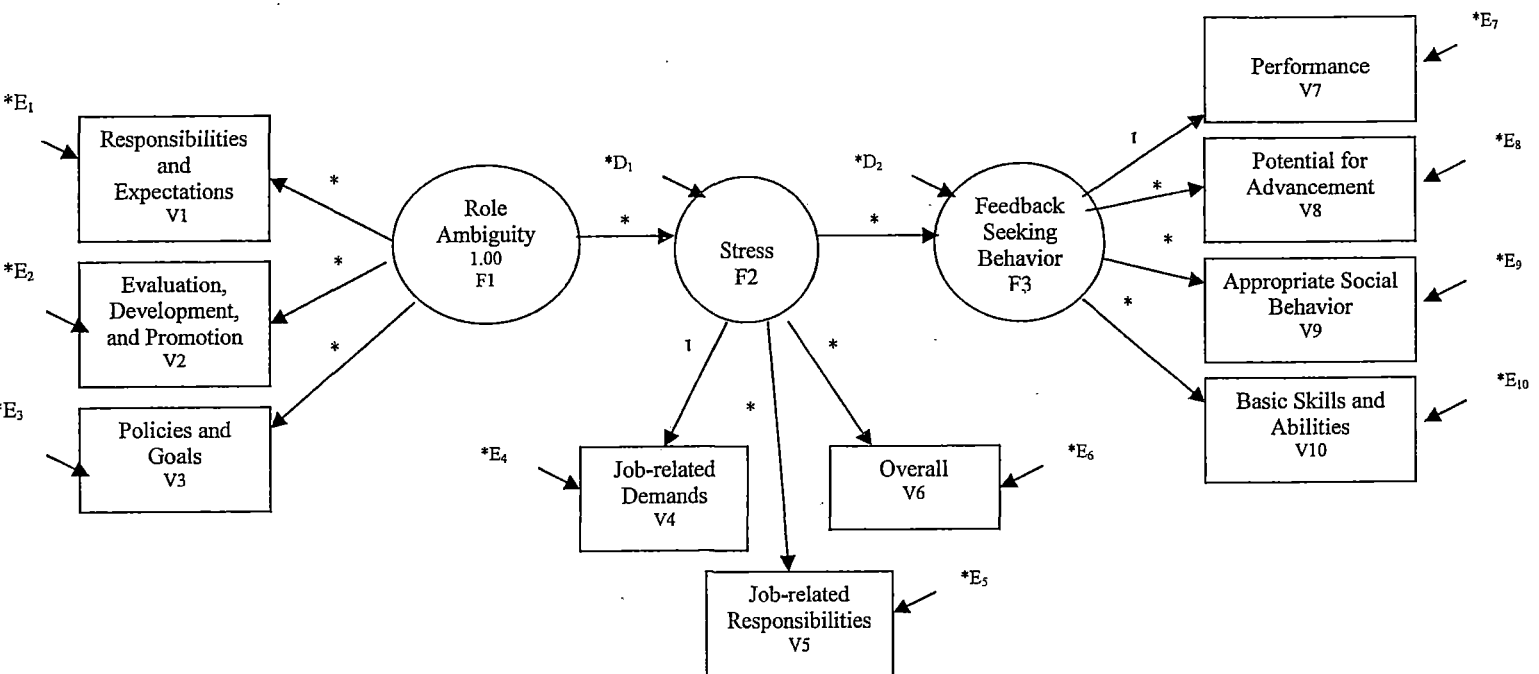 *E₁
Responsibilities
and
Expectations
V1
*
*E₂
Evaluation,
Development,
and Promotion
V2
*
E₃
Policies and
Goals
V3
*
Role
Ambiguity
1.00
F1
*
*D₁
Stress
F2
*
*D₂
Feedback
Seeking
Behavior
F3
1
*
*
*E₄
Job-related
Demands
V4
Job-related
Responsibilities
V5
*E₅
Overall
V6
*E₆
1
*
*
*
Performance
V7
*E₇
Potential for
Advancement
V8
*E₈
Appropriate Social
Behavior
V9
*E₉
Basic Skills and
Abilities
V10
*E₁₀